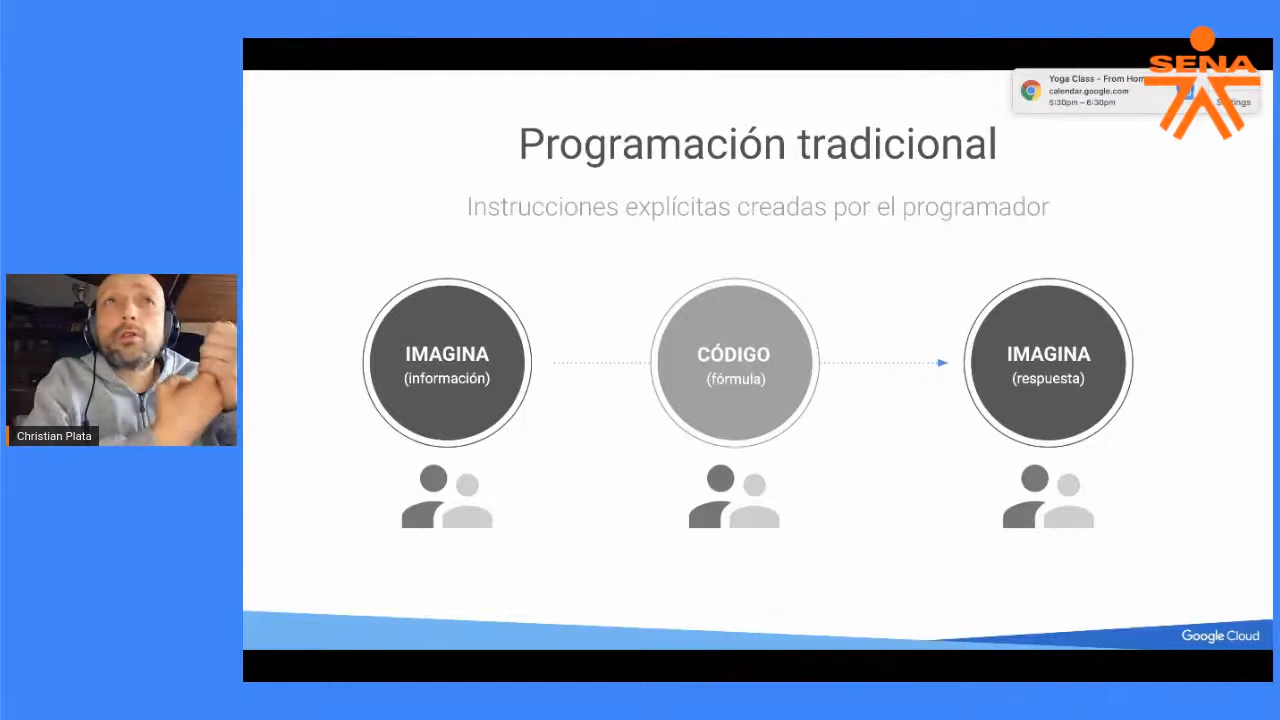 Yoga Class - From Hom
calendar.google.com
5:30pm – 6:30pm
SENA
Programación tradicional
Instrucciones explícitas creadas por el programador
IMAGINA
(información)
CÓDIGO
(fórmula)
IMAGINA
(respuesta)
Christian Plata
Google Cloud